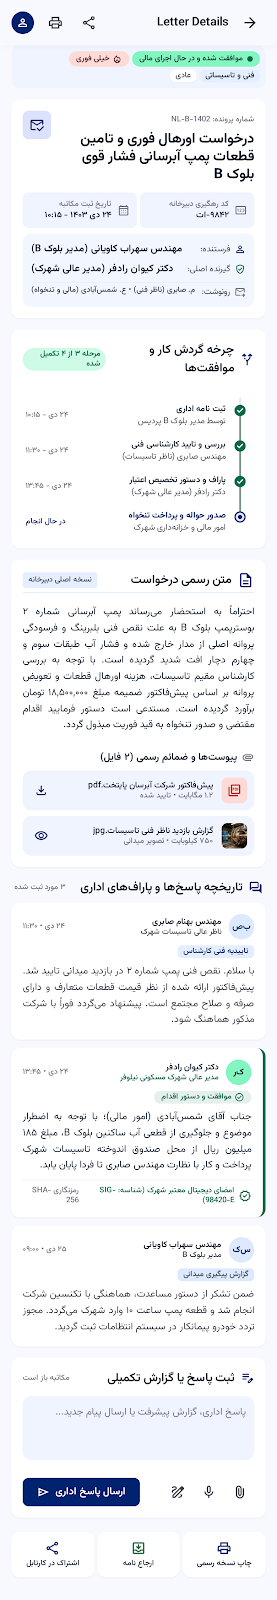 Letter Details
موافقت شده و در حال اجرای مالی
خیلی فوری
فنی و تاسیساتی
عادی
شماره پرونده: NL-B-1402
درخواست اورهال فوری و تامین
قطعات پمپ آبرسانی فشار قوی
بلوک B
کد رهگیری دبیرخانه
۹۸۴۲-ات
تاریخ ثبت مکاتبه
۲۴ دی ۱۴۰۳ - ۱۰:۱۵
فرستنده: مهندس سهراب کاویانی (مدیر بلوک B)
گیرنده اصلی: دکتر کیوان رادفر (مدیر عالی شهرک)
رونوشت: م. صابری (ناظر فنی) • ع. شمس‌آبادی (مالی و تنخواه)
چرخه گردش کار و
موافقت‌ها
مرحله ۳ از ۴ تکمیل
شده
ثبت نامه اداری
۲۴ دی - ۱۰:۱۵
توسط مدیر بلوک B پردیس
بررسی و تایید کارشناسی فنی
۲۴ دی - ۱۱:۳۰
مهندس صابری (ناظر تاسیسات)
پاراف و دستور تخصیص اعتبار
۲۴ دی - ۱۳:۴۵
دکتر رادفر (مدیر عالی شهرک)
صدور حواله و پرداخت تنخواه
در حال انجام
امور مالی و خزانه‌داری شهرک
متن رسمی درخواست
نسخه اصلی دبیرخانه
احتراماً به استحضار می‌رساند پمپ آبرسانی شماره ۲
بوسترپمپ بلوک B به علت نقص فنی بلبرینگ و فرسودگی
پروانه اصلی از مدار خارج شده و فشار آب طبقات سوم و
چهارم دچار افت شدید گردیده است. با توجه به بررسی
کارشناس مقیم تاسیسات، هزینه اورهال قطعات و تعویض
پروانه بر اساس پیش‌فاکتور ضمیمه مبلغ ۱۸,۵۰۰,۰۰۰ تومان
برآورد گردیده است. مستدعی است دستور فرمایید اقدام
مقتضی و صدور تنخواه به قید فوریت مبذول گردد.
پیوست‌ها و ضمائم رسمی (۲ فایل)
پیش‌فاکتور شرکت آبرسان پایتخت.pdf
۱.۲ مگابایت • تایید شده
گزارش بازدید ناظر فنی تاسیسات.jpg
۷۵۰ کیلوبایت • تصویر میدانی
تاریخچه پاسخ‌ها و پاراف‌های اداری
۳ مورد ثبت شده
ب‌ص
مهندس بهنام صابری
۲۴ دی • ۱۱:۳۰
ناظر عالی تاسیسات شهرک
تاییدیه فنی کارشناس
با سلام. نقص فنی پمپ شماره ۲ در بازدید میدانی تایید شد.
پیش‌فاکتور ارائه شده از نظر قیمت قطعات متعارف و دارای
صرفه و صلاح مجتمع است. پیشنهاد می‌گردد فوراً با شرکت
مذکور هماهنگ شود.
ک‌ر
دکتر کیوان رادفر
۲۴ دی • ۱۳:۴۵
مدیر عالی شهرک مسکونی نیلوفر
موافقت و دستور اقدام
جناب آقای شمس‌آبادی (امور مالی)؛ با توجه به اضطرار
موضوع و جلوگیری از قطعی آب ساکنین بلوک B، مبلغ ۱۸۵
میلیون ریال از محل صندوق اندوخته تاسیسات شهرک
پرداخت و کار با نظارت مهندس صابری تا فردا پایان یابد.
امضای دیجیتال معتبر شهرک (شناسه: SIG-
98420-E)
رمزنگاری SHA-
256
س‌ک
مهندس سهراب کاویانی
۲۵ دی • ۰۹:۰۰
مدیر بلوک B
گزارش پیگیری میدانی
ضمن تشکر از دستور مساعدت، هماهنگی با تکنسین شرکت
انجام شد و قطعه پمپ ساعت ۱۰ وارد شهرک می‌گردد. مجوز
تردد خودرو پیمانکار در سیستم انتظامات ثبت گردید.
ثبت پاسخ یا گزارش تکمیلی
مکاتبه باز است
پاسخ اداری، گزارش پیشرفت یا ارسال پیام جدید...
ارسال پاسخ اداری
چاپ نسخه رسمی
ارجاع نامه
اشتراک در کارتابل